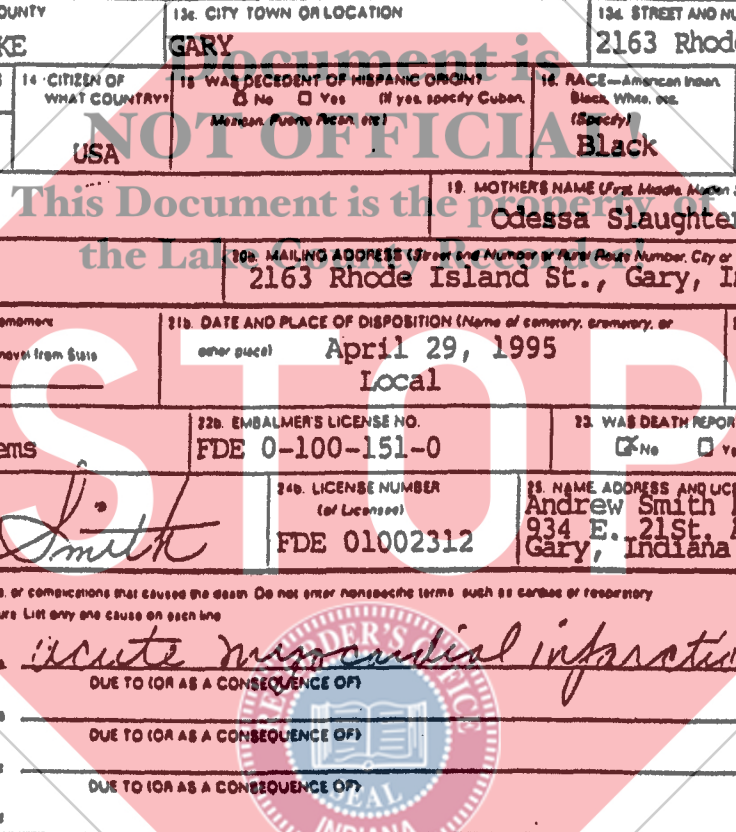 OUNTY
13c. CITY TOWN OR LOCATION
13d. STREET AND NU
KE
GARY
2163 Rhod
Document is
14 CITIZEN OF WHAT COUNTRY?
15 WAS DECEDENT OF HISPANIC ORIGIN?
No Yes (If yes, specify Cuban,
Mexican, Puerto Rican, etc)
16. RACE—American Indian,
Black, White, etc.
(Specify)
NOT OFFICIAL!
USA
Black
This Document is the property of
19. MOTHER'S NAME (First, Middle, Maiden
Odessa Slaughter
the Lake County Recorder!
20b. MAILING ADDRESS (Street and Number or Rural Route Number, City or
2163 Rhode Island St., Gary, I
21b. DATE AND PLACE OF DISPOSITION (Name of cemetery, crematory, or
other place)
moval from State
April 29, 1995
Local
STOP
22b. EMBALMER'S LICENSE NO.
23. WAS DEATH REPOR
ems
FDE 0-100-151-0
No
Smith
24b. LICENSE NUMBER
(of Licensee)
25. NAME, ADDRESS AND LIC
Andrew Smith
FDE 01002312
934 E. 21St.
Gary, Indiana
or complications that caused the death Do not enter nonspecific terms such as cardiac or respiratory
List only one cause on each line
acute myocardial infarctio
DUE TO (OR AS A CONSEQUENCE OF)
DUE TO (OR AS A CONSEQUENCE OF)
DUE TO (OR AS A CONSEQUENCE OF)
RECORDER'S OFFICE
SEAL
INDIANA